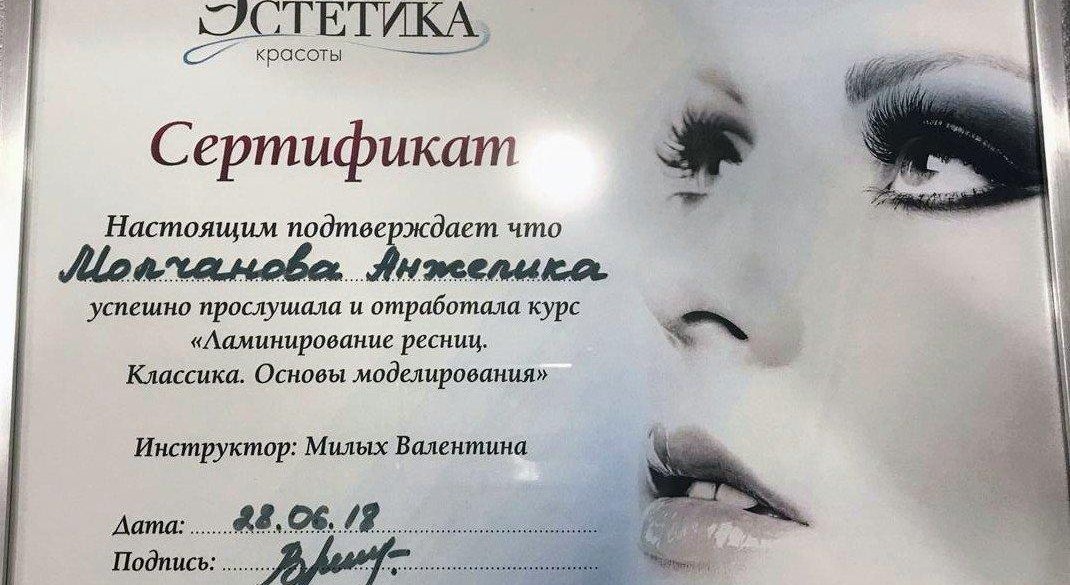 Эстетика
красоты
Сертификат
Настоящим подтверждает что
Молчанова Анжелика
успешно прослушала и отработала курс
«Ламинирование ресниц.
Классика. Основы моделирования»
Инструктор: Милых Валентина
Дата: 28.06.18
Подпись: